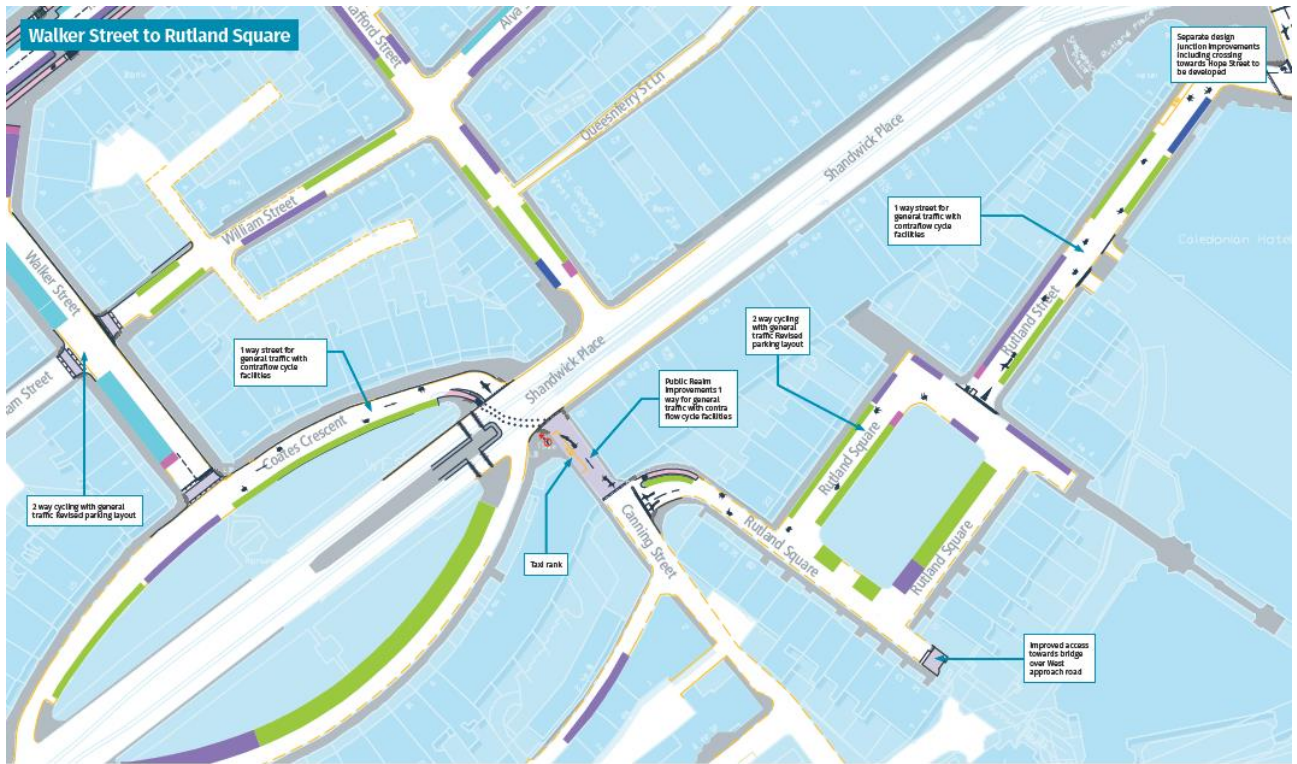 Walker Street to Rutland Square
Stafford Street
Alva
Queensferry St Ln
Shandwick Place
Rutland Place
Separate design
Junction improvements
including crossing
towards Hope Street to
be developed
William Street
Walker Street
1 way street for
general traffic with
contraflow cycle
facilities
Caledonian Hotel
Rutland Street
2 way cycling
with general
traffic Revised
parking layout
1 way street for
general traffic with
contraflow cycle
facilities
Shandwick Place
Public Realm
Improvements 1
way for general
traffic with contra
flow cycle facilities
Coates Crescent
Rutland Square
2 way cycling with general
traffic Revised parking layout
Canning Street
Rutland Square
Rutland Square
Taxi rank
Improved access
towards bridge
over West
approach road